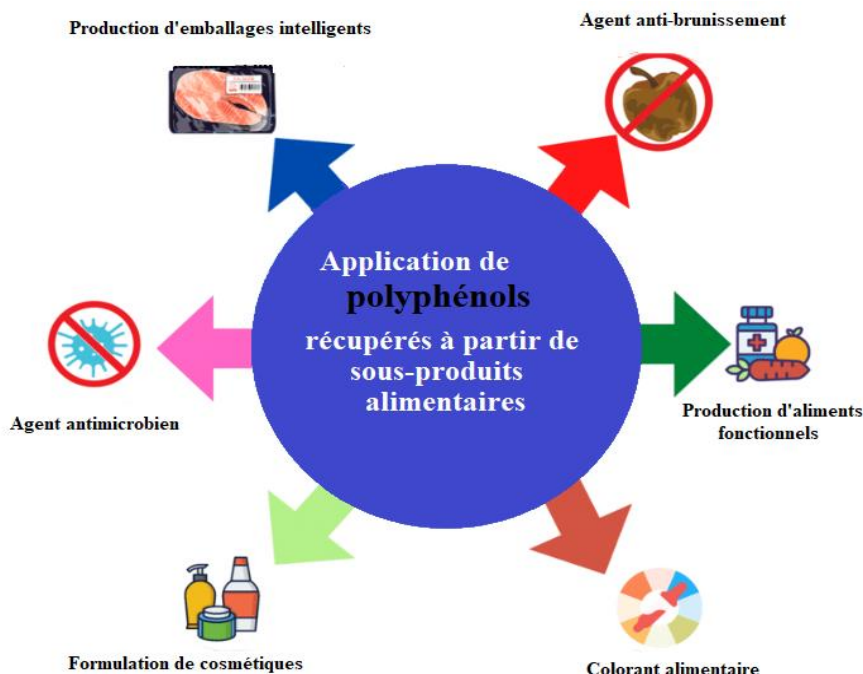 Production d'emballages intelligents
Agent anti-brunissement
Application de
polyphénols
récupérés à partir de
sous-produits
alimentaires
Agent antimicrobien
Production d'aliments
fonctionnels
Formulation de cosmétiques
Colorant alimentaire